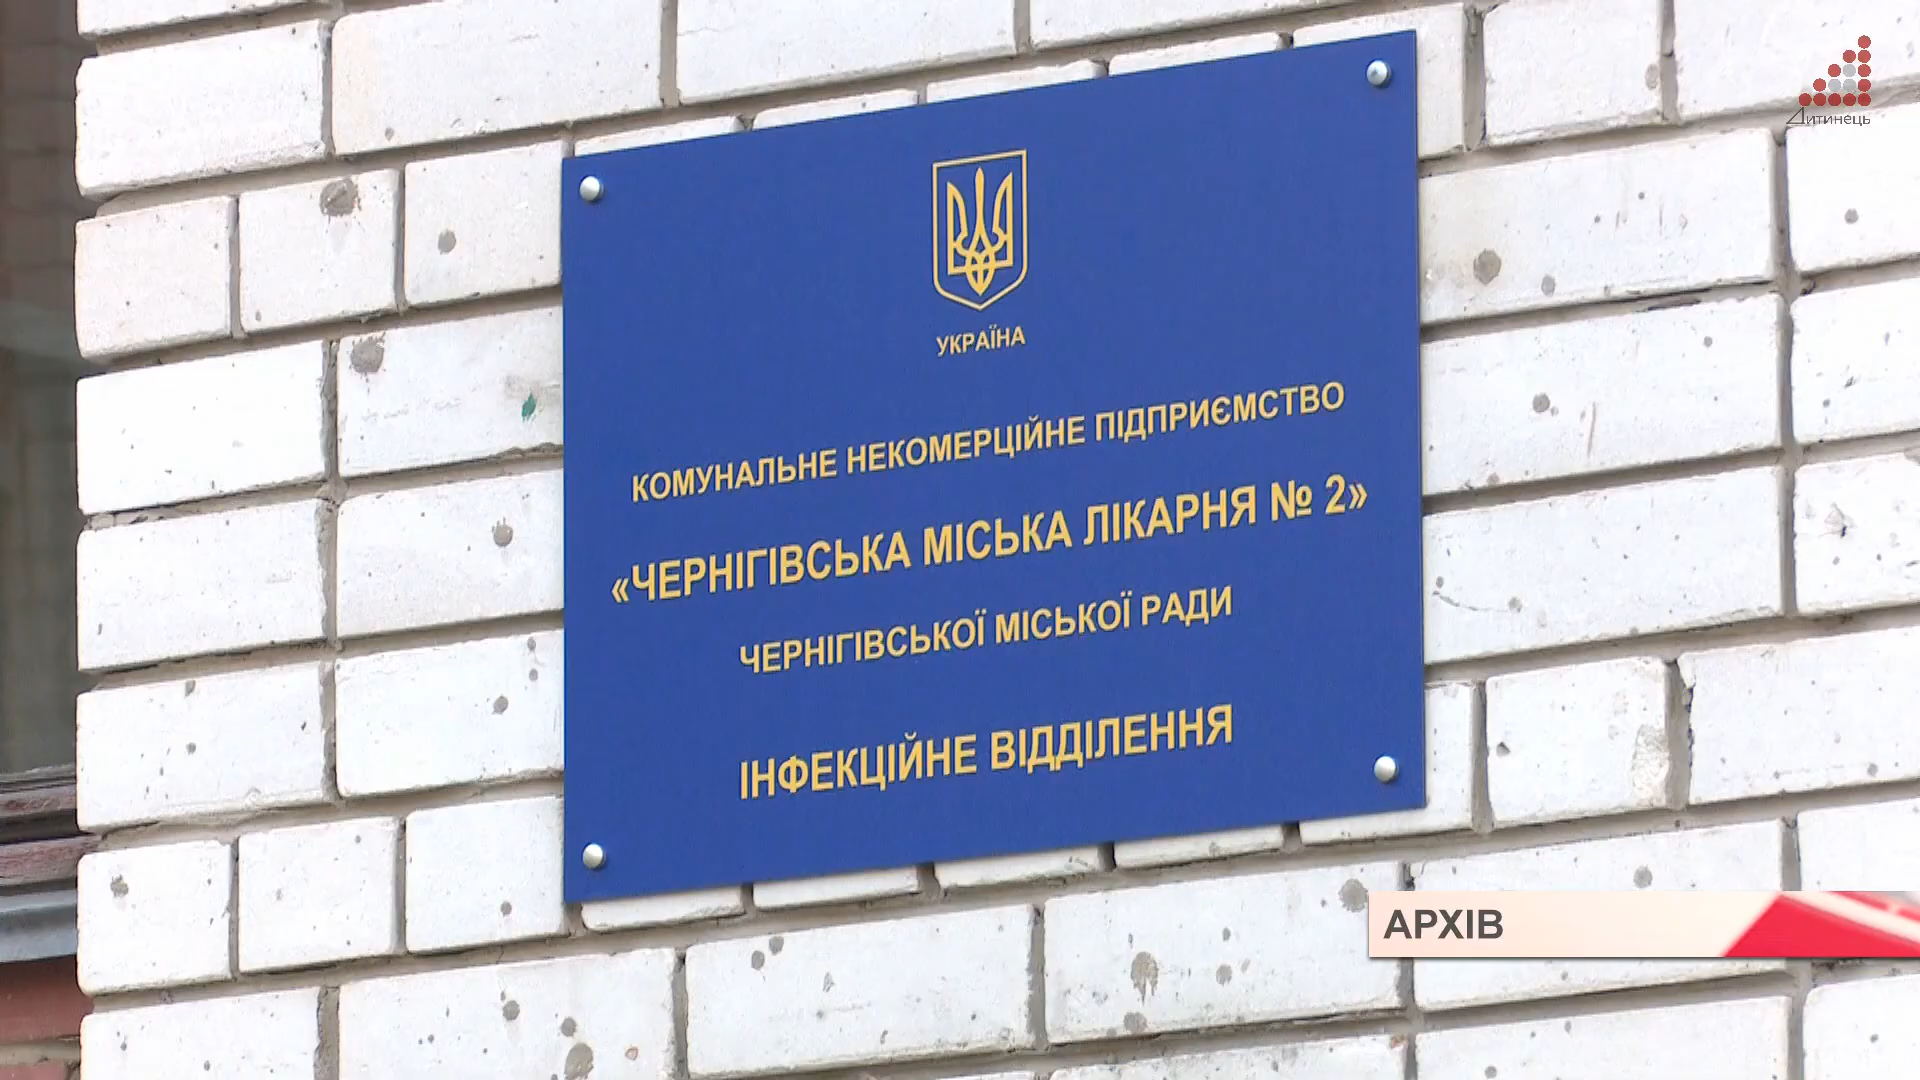 Дитинець
УКРАЇНА
КОМУНАЛЬНЕ НЕКОМЕРЦІЙНЕ ПІДПРИЄМСТВО
«ЧЕРНІГІВСЬКА МІСЬКА ЛІКАРНЯ № 2»
ЧЕРНІГІВСЬКОЇ МІСЬКОЇ РАДИ
ІНФЕКЦІЙНЕ ВІДДІЛЕННЯ
АРХІВ